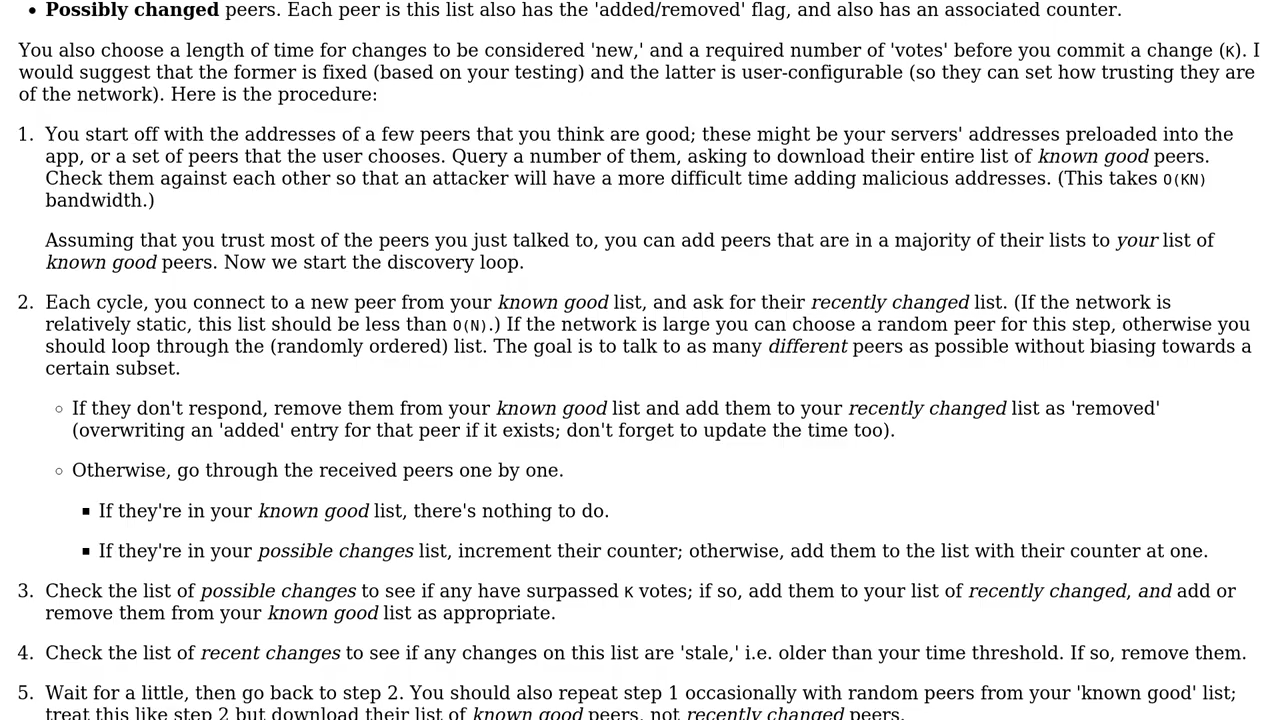 • Possibly changed peers. Each peer is this list also has the 'added/removed' flag, and also has an associated counter.
You also choose a length of time for changes to be considered 'new,' and a required number of 'votes' before you commit a change (K). I
would suggest that the former is fixed (based on your testing) and the latter is user-configurable (so they can set how trusting they are
of the network). Here is the procedure:
1. You start off with the addresses of a few peers that you think are good; these might be your servers' addresses preloaded into the
app, or a set of peers that the user chooses. Query a number of them, asking to download their entire list of known good peers.
Check them against each other so that an attacker will have a more difficult time adding malicious addresses. (This takes O(KN)
bandwidth.)
Assuming that you trust most of the peers you just talked to, you can add peers that are in a majority of their lists to your list of
known good peers. Now we start the discovery loop.
2. Each cycle, you connect to a new peer from your known good list, and ask for their recently changed list. (If the network is
relatively static, this list should be less than O(N).) If the network is large you can choose a random peer for this step, otherwise you
should loop through the (randomly ordered) list. The goal is to talk to as many different peers as possible without biasing towards a
certain subset.
◦ If they don't respond, remove them from your known good list and add them to your recently changed list as 'removed'
(overwriting an 'added' entry for that peer if it exists; don't forget to update the time too).
◦ Otherwise, go through the received peers one by one.
▪ If they're in your known good list, there's nothing to do.
▪ If they're in your possible changes list, increment their counter; otherwise, add them to the list with their counter at one.
3. Check the list of possible changes to see if any have surpassed K votes; if so, add them to your list of recently changed, and add or
remove them from your known good list as appropriate.
4. Check the list of recent changes to see if any changes on this list are 'stale,' i.e. older than your time threshold. If so, remove them.
5. Wait for a little, then go back to step 2. You should also repeat step 1 occasionally with random peers from your 'known good' list;
treat this like step 2 but download their list of known good peers, not recently changed peers.